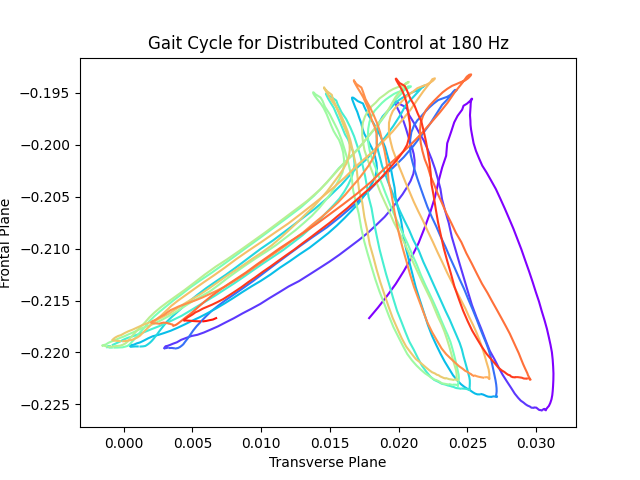 Gait Cycle for Distributed Control at 180 Hz
Frontal Plane
−0.195
−0.200
−0.205
−0.210
−0.215
−0.220
−0.225
0.000 0.005 0.010 0.015 0.020 0.025 0.030
Transverse Plane